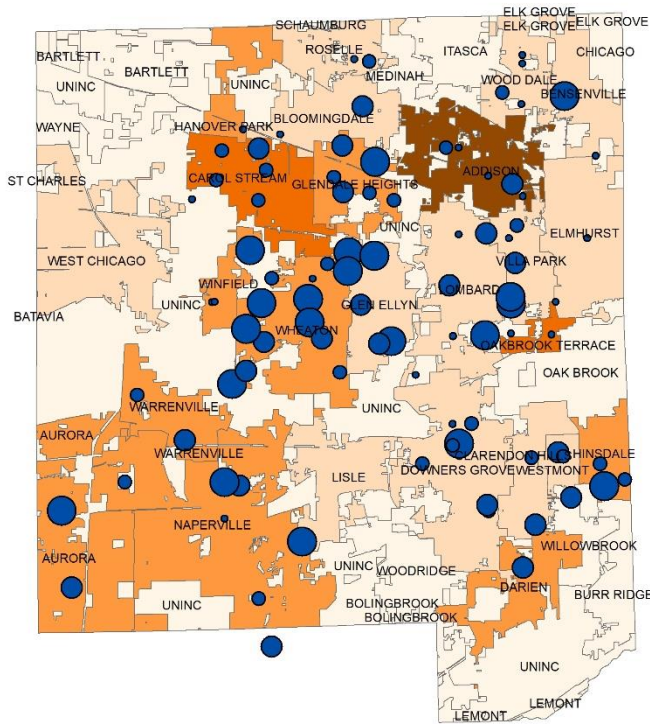 ELK GROVE
SCHAUMBURG
ELK GROVE
ELK GROVE
ROSELLE
ITASCA
CHICAGO
BARTLETT
BARTLETT
MEDINAH
WOOD DALE
UNINC
UNINC
BENSENVILLE
BLOOMINGDALE
WAYNE
HANOVER PARK
ADDISON
ST CHARLES
CAROL STREAM
GLENDALE HEIGHTS
UNINC
ELMHURST
WEST CHICAGO
VILLA PARK
WINFIELD
LOMBARD
UNINC
GLEN ELLYN
BATAVIA
WHEATON
OAKBROOK TERRACE
OAK BROOK
WARRENVILLE
UNINC
AURORA
WARRENVILLE
CLARENDON HILLS
HINSDALE
DOWNERS GROVE
WESTMONT
LISLE
NAPERVILLE
WILLOWBROOK
AURORA
UNINC
WOODRIDGE
DARIEN
BURR RIDGE
UNINC
BOLINGBROOK
BOLINGBROOK
UNINC
LEMONT
LEMONT